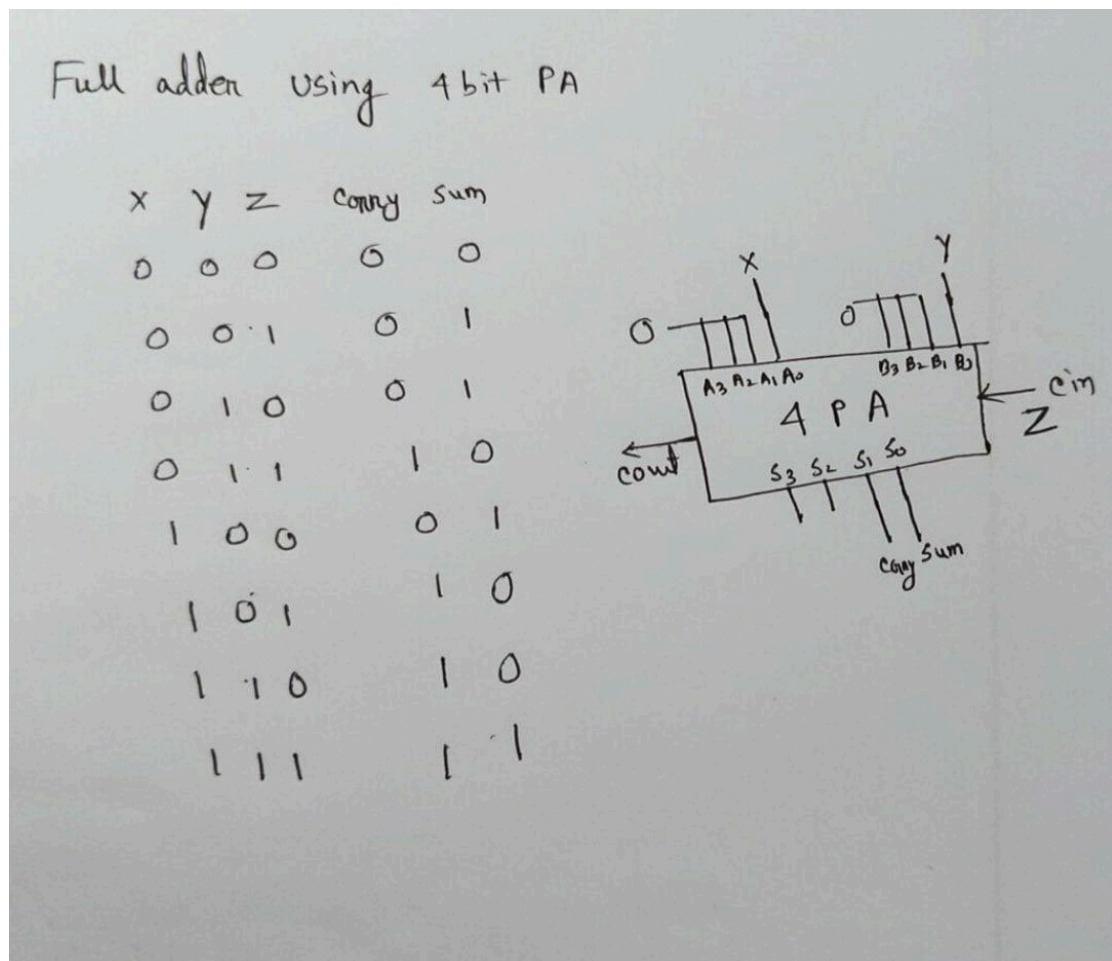 Full adder using 4 bit PA
X Y Z Carry Sum
0 0 0 0 0
0 0 1 0 1
0 1 0 0 1
0 1 1 1 0
1 0 0 0 1
1 0 1 1 0
1 1 0 1 0
1 1 1 1 1
X Y
0 0
A3 A2 A1 A0 B3 B2 B1 B0
4 P A
Cin
Z
Cout
S3 S2 S1 S0
Carry Sum